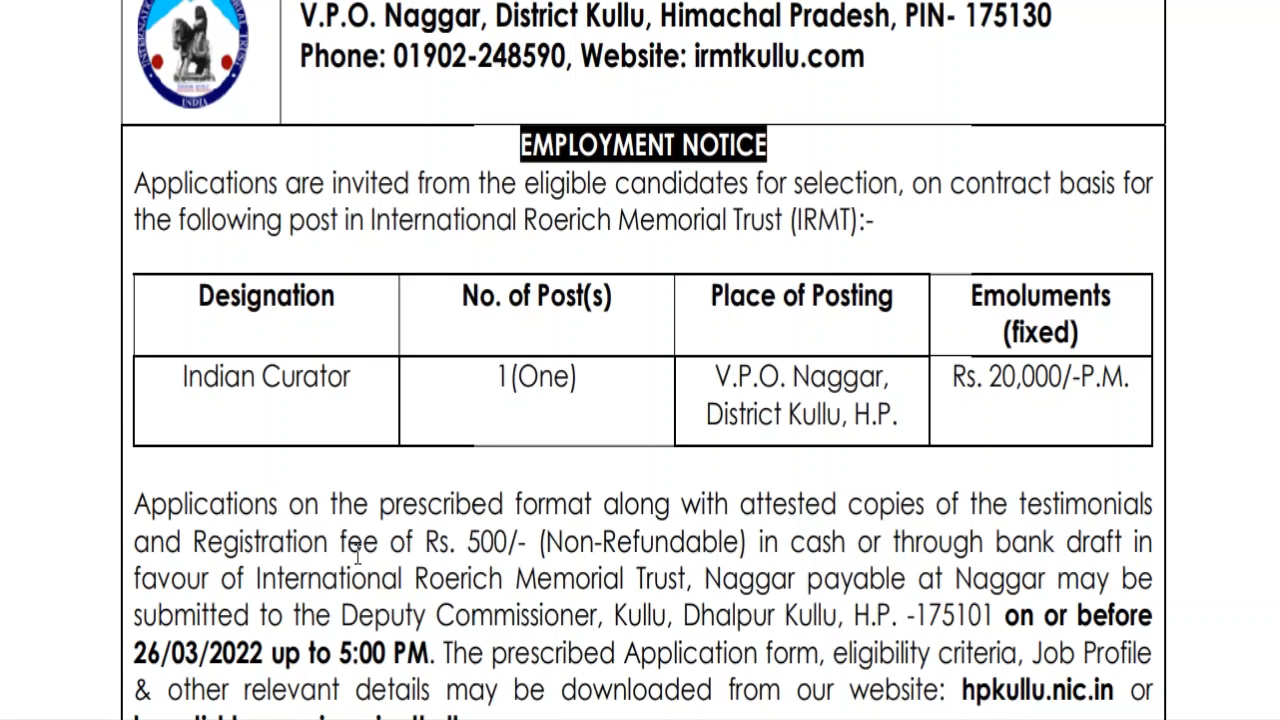 V.P.O. Naggar, District Kullu, Himachal Pradesh, PIN- 175130
Phone: 01902-248590, Website: irmtkullu.com
INDIA
EMPLOYMENT NOTICE
Applications are invited from the eligible candidates for selection, on contract basis for
the following post in International Roerich Memorial Trust (IRMT):-
Designation No. of Post(s) Place of Posting Emoluments
(fixed)
Indian Curator 1(One) V.P.O. Naggar, Rs. 20,000/-P.M.
District Kullu, H.P.
Applications on the prescribed format along with attested copies of the testimonials
and Registration fee of Rs. 500/- (Non-Refundable) in cash or through bank draft in
favour of International Roerich Memorial Trust, Naggar payable at Naggar may be
submitted to the Deputy Commissioner, Kullu, Dhalpur Kullu, H.P. -175101 on or before
26/03/2022 up to 5:00 PM. The prescribed Application form, eligibility criteria, Job Profile
& other relevant details may be downloaded from our website: hpkullu.nic.in or